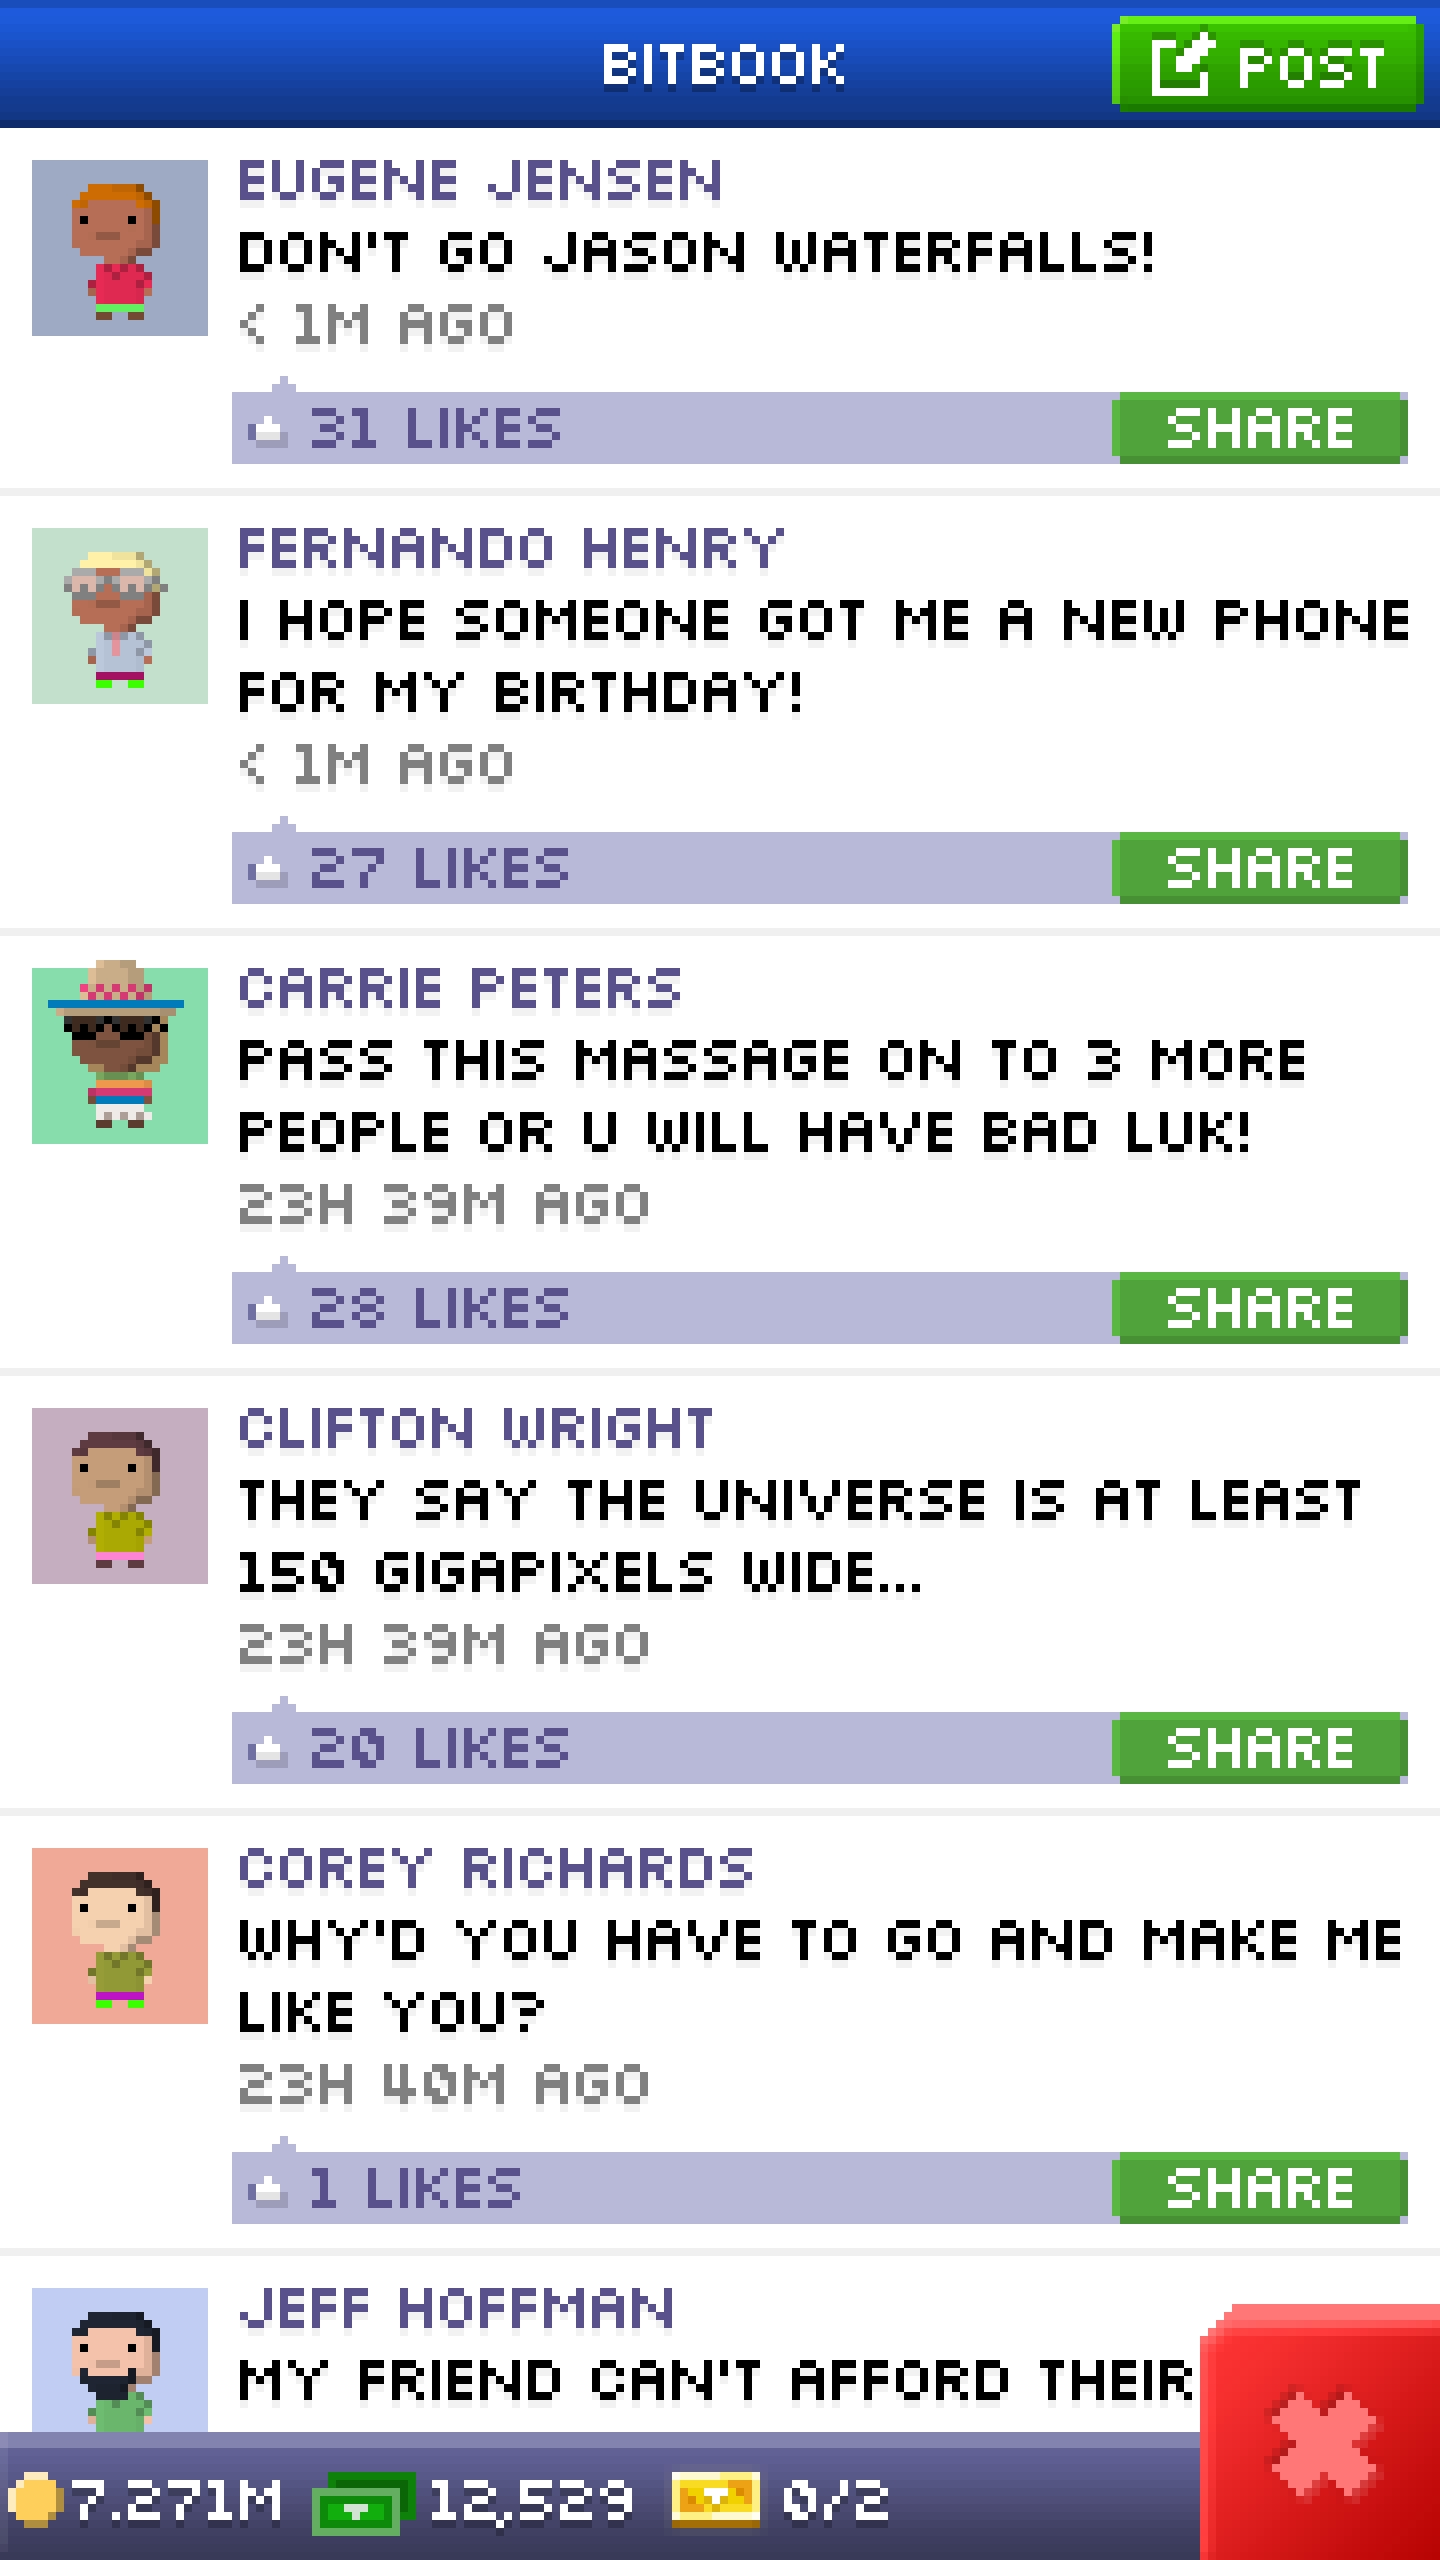 BITBOOK
POST
EUGENE JENSEN
DON'T GO JASON WATERFALLS!
< 1M AGO
31 LIKES
SHARE
FERNANDO HENRY
I HOPE SOMEONE GOT ME A NEW PHONE
FOR MY BIRTHDAY!
< 1M AGO
27 LIKES
SHARE
CARRIE PETERS
PASS THIS MASSAGE ON TO 3 MORE
PEOPLE OR U WILL HAVE BAD LUK!
23H 39M AGO
28 LIKES
SHARE
CLIFTON WRIGHT
THEY SAY THE UNIVERSE IS AT LEAST
150 GIGAPIXELS WIDE...
23H 39M AGO
20 LIKES
SHARE
COREY RICHARDS
WHY'D YOU HAVE TO GO AND MAKE ME
LIKE YOU?
23H 40M AGO
1 LIKES
SHARE
JEFF HOFFMAN
MY FRIEND CAN'T AFFORD THEIR
7.271M
12,529
0/2